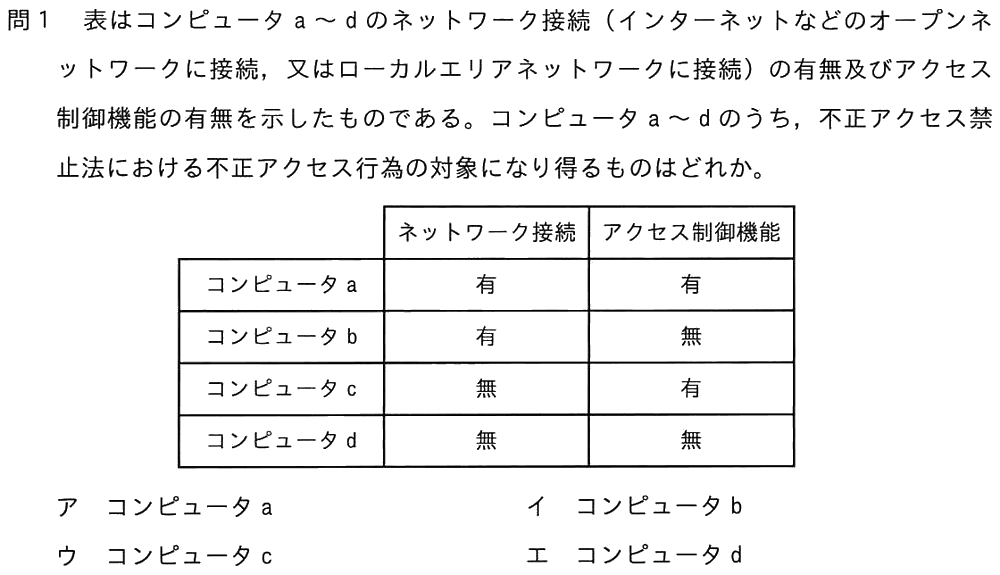 問1 表はコンピュータa~dのネットワーク接続(インターネットなどのオープンネ
ットワークに接続,又はローカルエリアネットワークに接続)の有無及びアクセス
制御機能の有無を示したものである。コンピュータa~dのうち,不正アクセス禁
止法における不正アクセス行為の対象になり得るものはどれか。
ネットワーク接続 アクセス制御機能
コンピュータa 有 有
コンピュータb 有 無
コンピュータc 無 有
コンピュータd 無 無
ア コンピュータa イ コンピュータb
ウ コンピュータc エ コンピュータd